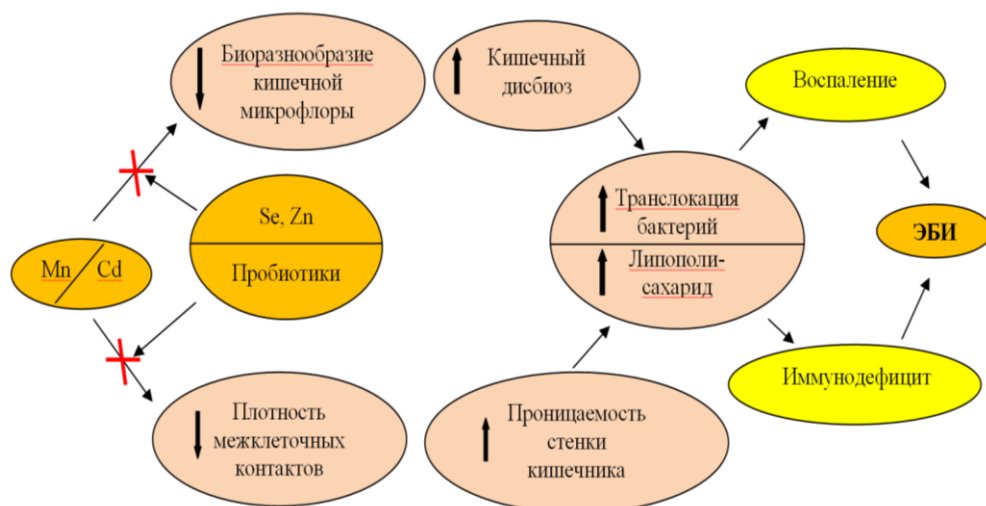 Биоразнообразие
кишечной
микрофлоры
Кишечный
дисбиоз
Воспаление
Se, Zn
Пробиотики
Mn
Cd
Транслокация
бактерий
Липополи-
сахарид
ЭБИ
Плотность
межклеточных
контактов
Проницаемость
стенки
кишечника
Иммунодефицит